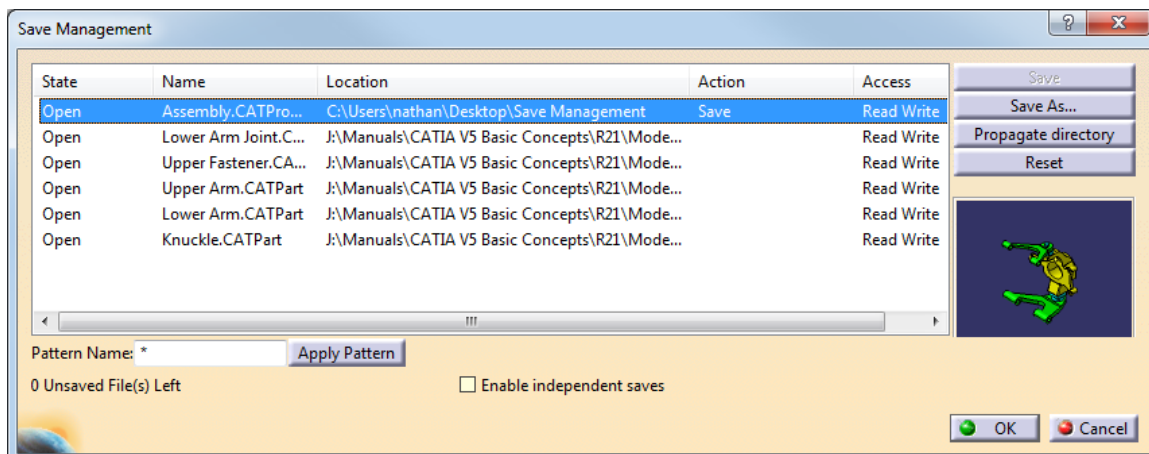 Save Management
State Name Location Action Access
Open Assembly.CATPro... C:\Users\nathan\Desktop\Save Management Save Read Write
Open Lower Arm Joint.C... J:\Manuals\CATIA V5 Basic Concepts\R21\Mode... Read Write
Open Upper Fastener.CA... J:\Manuals\CATIA V5 Basic Concepts\R21\Mode... Read Write
Open Upper Arm.CATPart J:\Manuals\CATIA V5 Basic Concepts\R21\Mode... Read Write
Open Lower Arm.CATPart J:\Manuals\CATIA V5 Basic Concepts\R21\Mode... Read Write
Open Knuckle.CATPart J:\Manuals\CATIA V5 Basic Concepts\R21\Mode... Read Write
Save
Save As...
Propagate directory
Reset
Pattern Name: * Apply Pattern
0 Unsaved File(s) Left Enable independent saves
OK Cancel